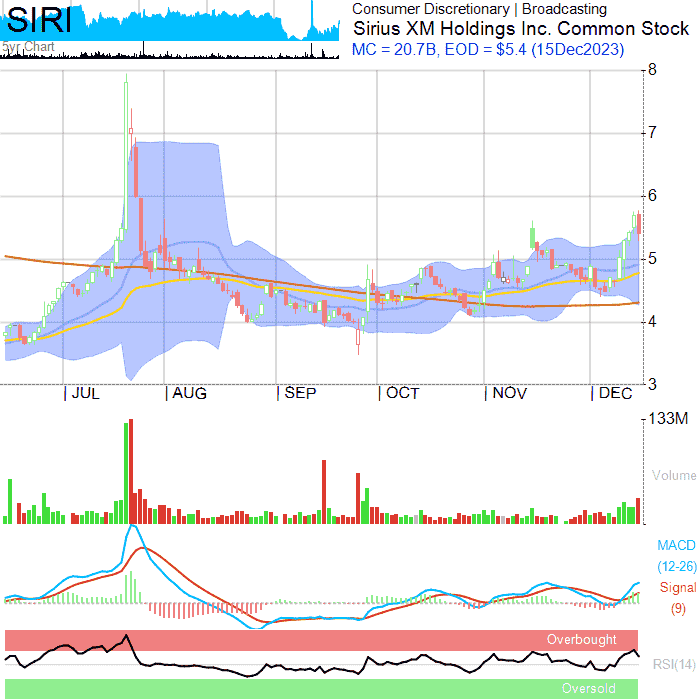 SIRI
Consumer Discretionary | Broadcasting
Sirius XM Holdings Inc. Common Stock
5yr Chart
MC = 20.7B, EOD = $5.4 (15Dec2023)
8
7
6
5
4
3
| JUL | AUG | SEP | OCT | NOV | DEC
133M
Volume
MACD
(12-26)
Signal
(9)
Overbought
RSI(14)
Oversold